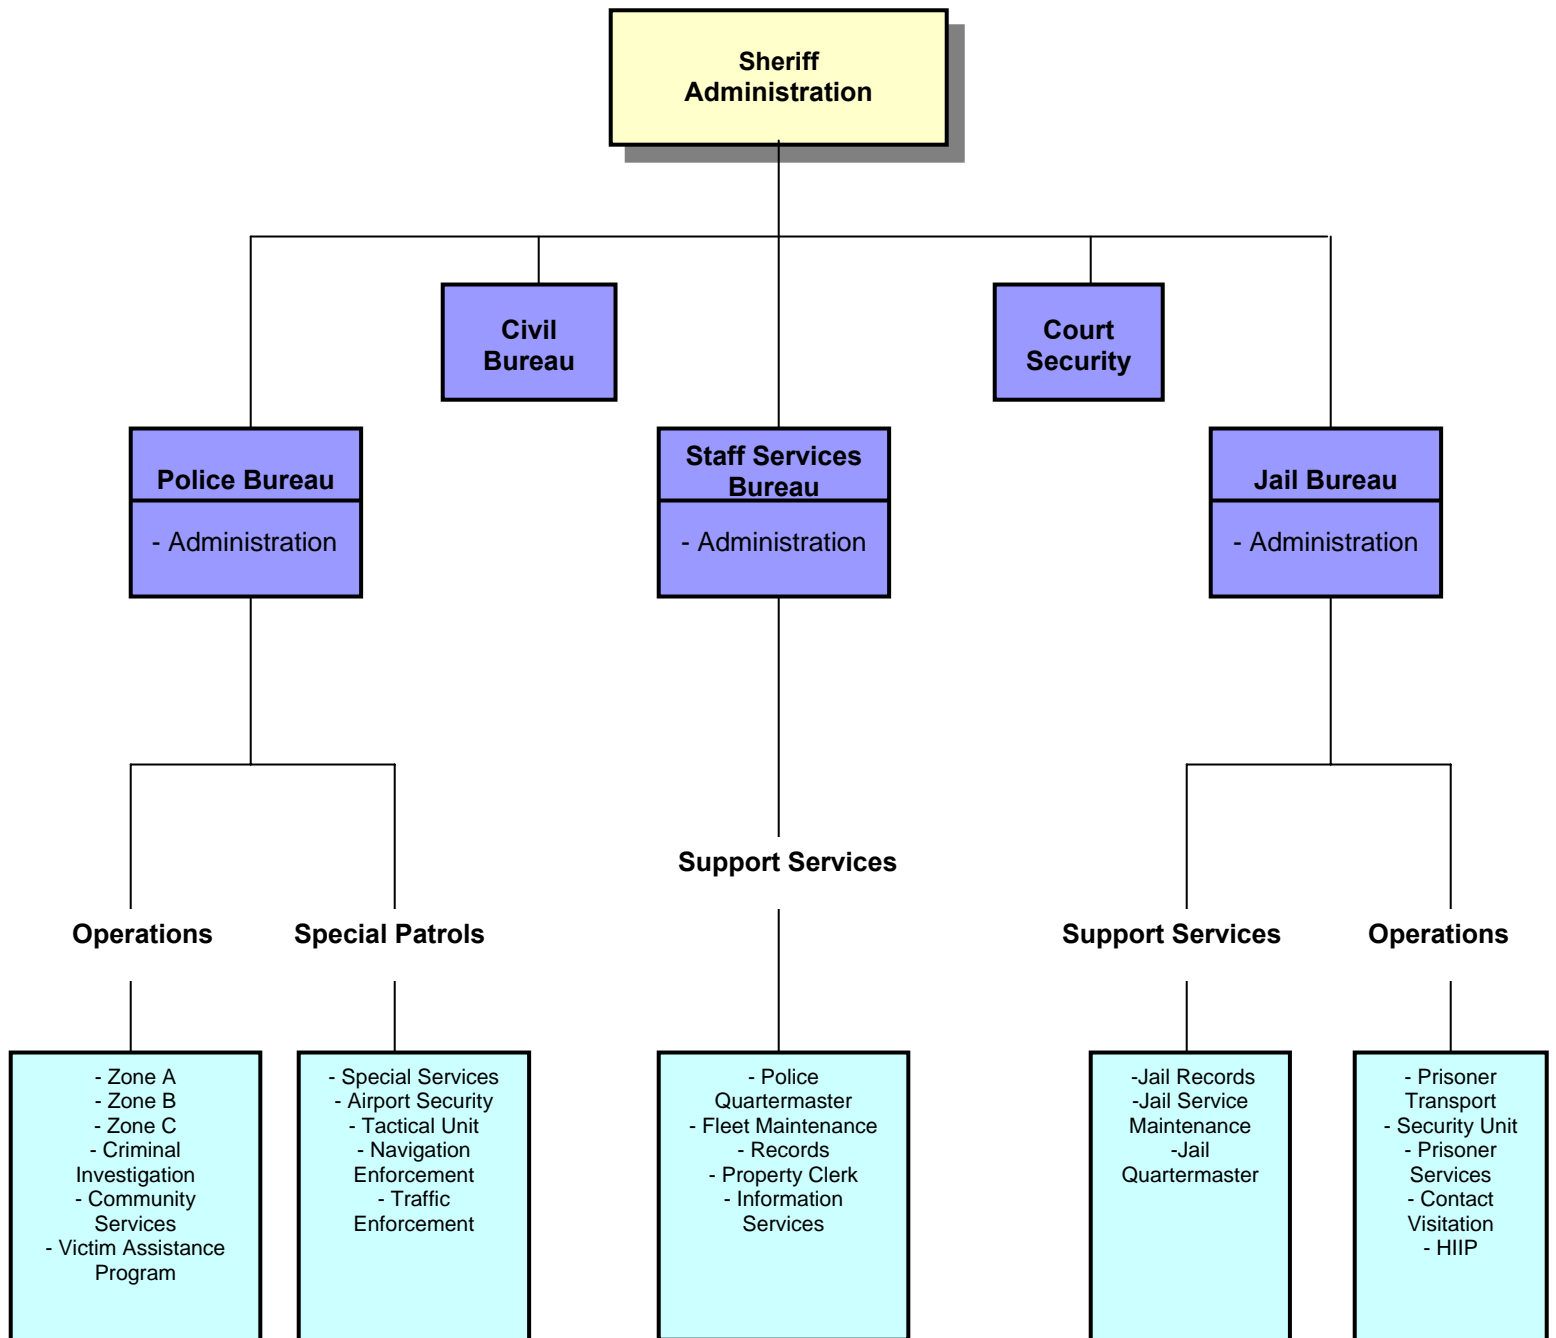 Sheriff
Administration
Civil
Bureau
Court
Security
Police Bureau
- Administration
Staff Services
Bureau
- Administration
Jail Bureau
- Administration
Support Services
Operations
Special Patrols
Support Services
Operations
- Zone A
- Zone B
- Zone C
- Criminal
Investigation
- Community
Services
- Victim Assistance
Program
- Special Services
- Airport Security
- Tactical Unit
- Navigation
Enforcement
- Traffic
Enforcement
- Police
Quartermaster
- Fleet Maintenance
- Records
- Property Clerk
- Information
Services
-Jail Records
-Jail Service
Maintenance
-Jail
Quartermaster
- Prisoner
Transport
- Security Unit
- Prisoner
Services
- Contact
Visitation
- HIIP